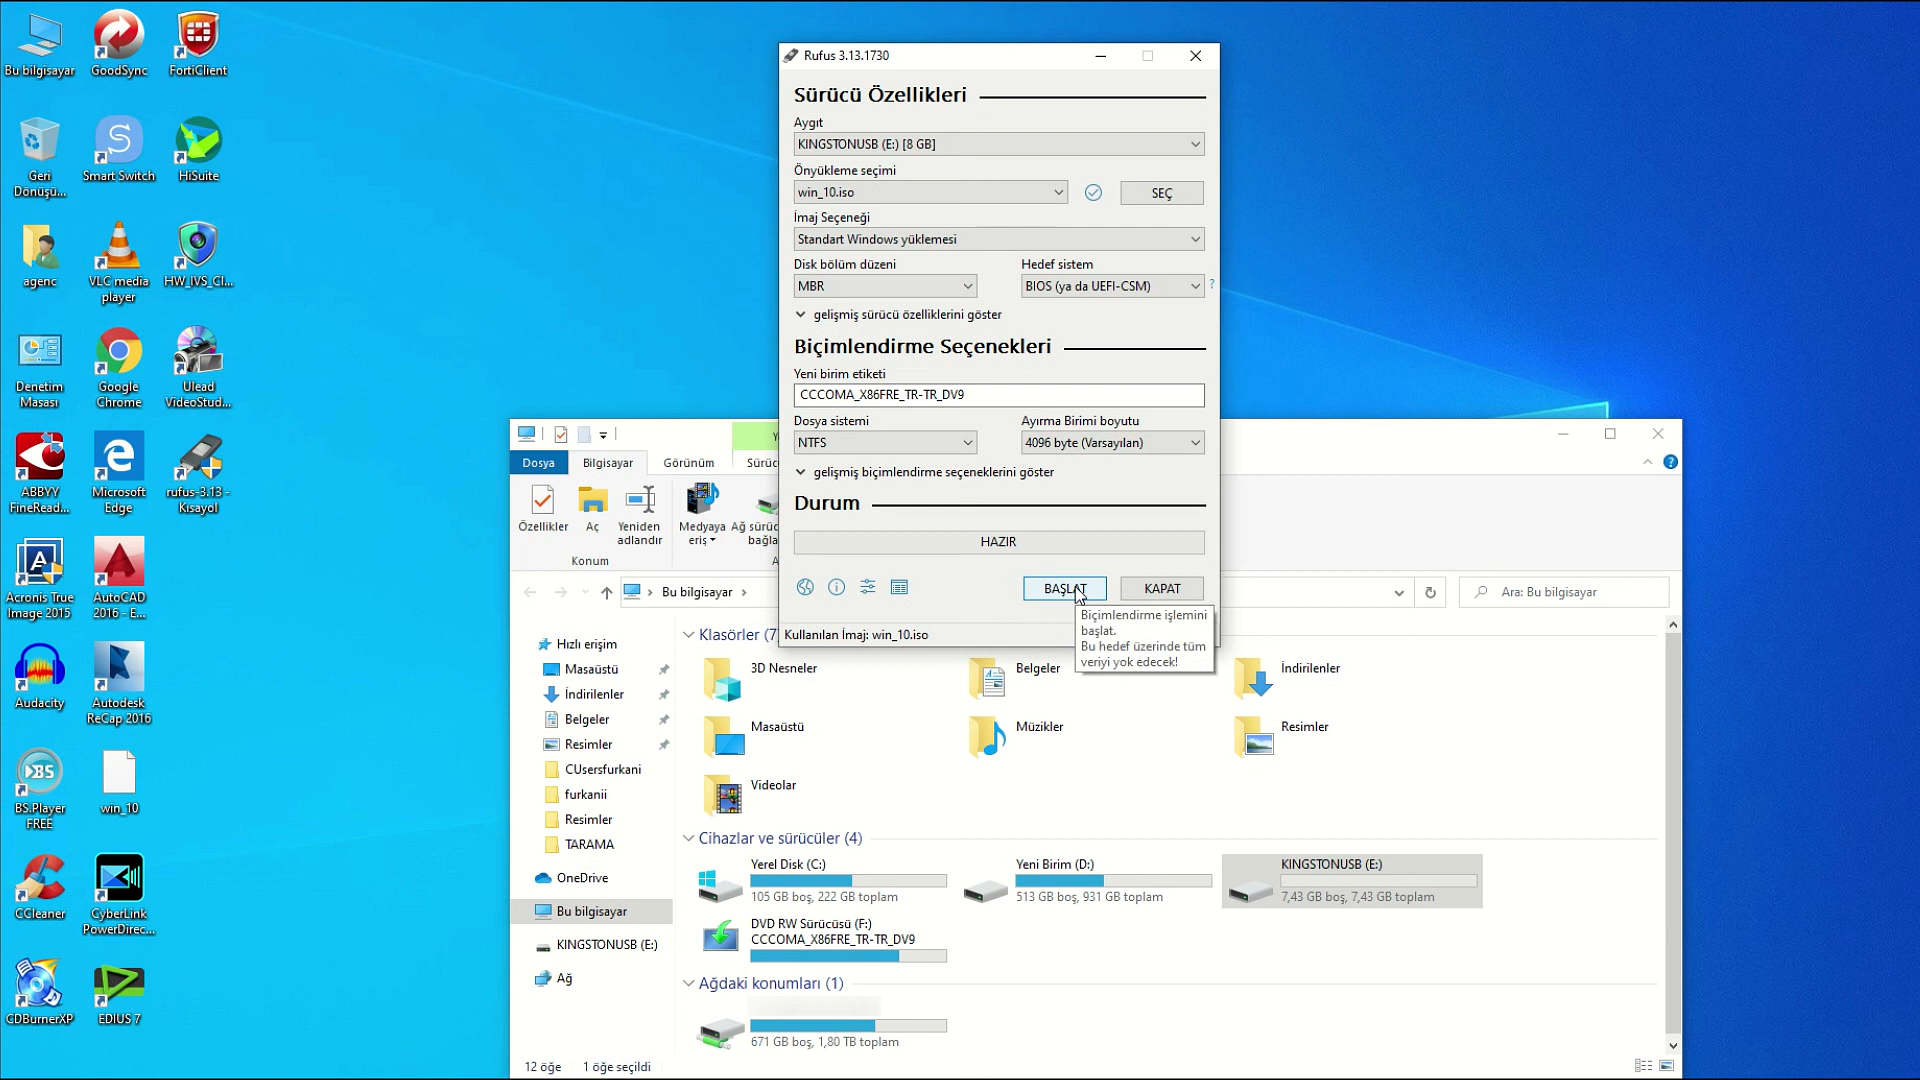 Bu bilgisayar
GoodSync
FortiClient
Geri
Dönüşü...
Smart Switch
HiSuite
agenc
VLC media
player
HW_IVS_Cl...
Denetim
Masası
Google
Chrome
Ulead
VideoStud...
ABBYY
FineRead...
Microsoft
Edge
rufus-3.13 -
Kısayol
Acronis True
Image 2015
AutoCAD
2016 - E...
Audacity
Autodesk
ReCap 2016
BS.Player
FREE
win_10
CCleaner
CyberLink
PowerDirec...
CDBurnerXP
EDIUS 7
Rufus 3.13.1730
Sürücü Özellikleri
Aygıt
KINGSTONUSB (E:) [8 GB]
Önyükleme seçimi
win_10.iso
SEÇ
İmaj Seçeneği
Standart Windows yüklemesi
Disk bölüm düzeni
Hedef sistem
MBR
BIOS (ya da UEFI-CSM)
?
gelişmiş sürücü özelliklerini göster
Biçimlendirme Seçenekleri
Yeni birim etiketi
CCCOMA_X86FRE_TR-TR_DV9
Dosya sistemi
Ayırma Birimi boyutu
NTFS
4096 byte (Varsayılan)
gelişmiş biçimlendirme seçeneklerini göster
Durum
HAZIR
BAŞLAT
KAPAT
Kullanılan İmaj: win_10.iso
Biçimlendirme işlemini
başlat.
Bu hedef üzerinde tüm
veriyi yok edecek!
Dosya
Bilgisayar
Görünüm
Özellikler
Aç
Yeniden
adlandır
Medyaya
eriş
Konum
Bu bilgisayar
Ara: Bu bilgisayar
Hızlı erişim
Masaüstü
İndirilenler
Belgeler
Resimler
CUsersfurkani
furkanii
Resimler
TARAMA
OneDrive
Bu bilgisayar
KINGSTONUSB (E:)
Ağ
Klasörler (7)
3D Nesneler
Belgeler
İndirilenler
Masaüstü
Müzikler
Resimler
Videolar
Cihazlar ve sürücüler (4)
Yerel Disk (C:)
105 GB boş, 222 GB toplam
Yeni Birim (D:)
513 GB boş, 931 GB toplam
KINGSTONUSB (E:)
7,43 GB boş, 7,43 GB toplam
DVD RW Sürücüsü (F:)
CCCOMA_X86FRE_TR-TR_DV9
Ağdaki konumları (1)
671 GB boş, 1,80 TB toplam
12 öğe
1 öğe seçildi